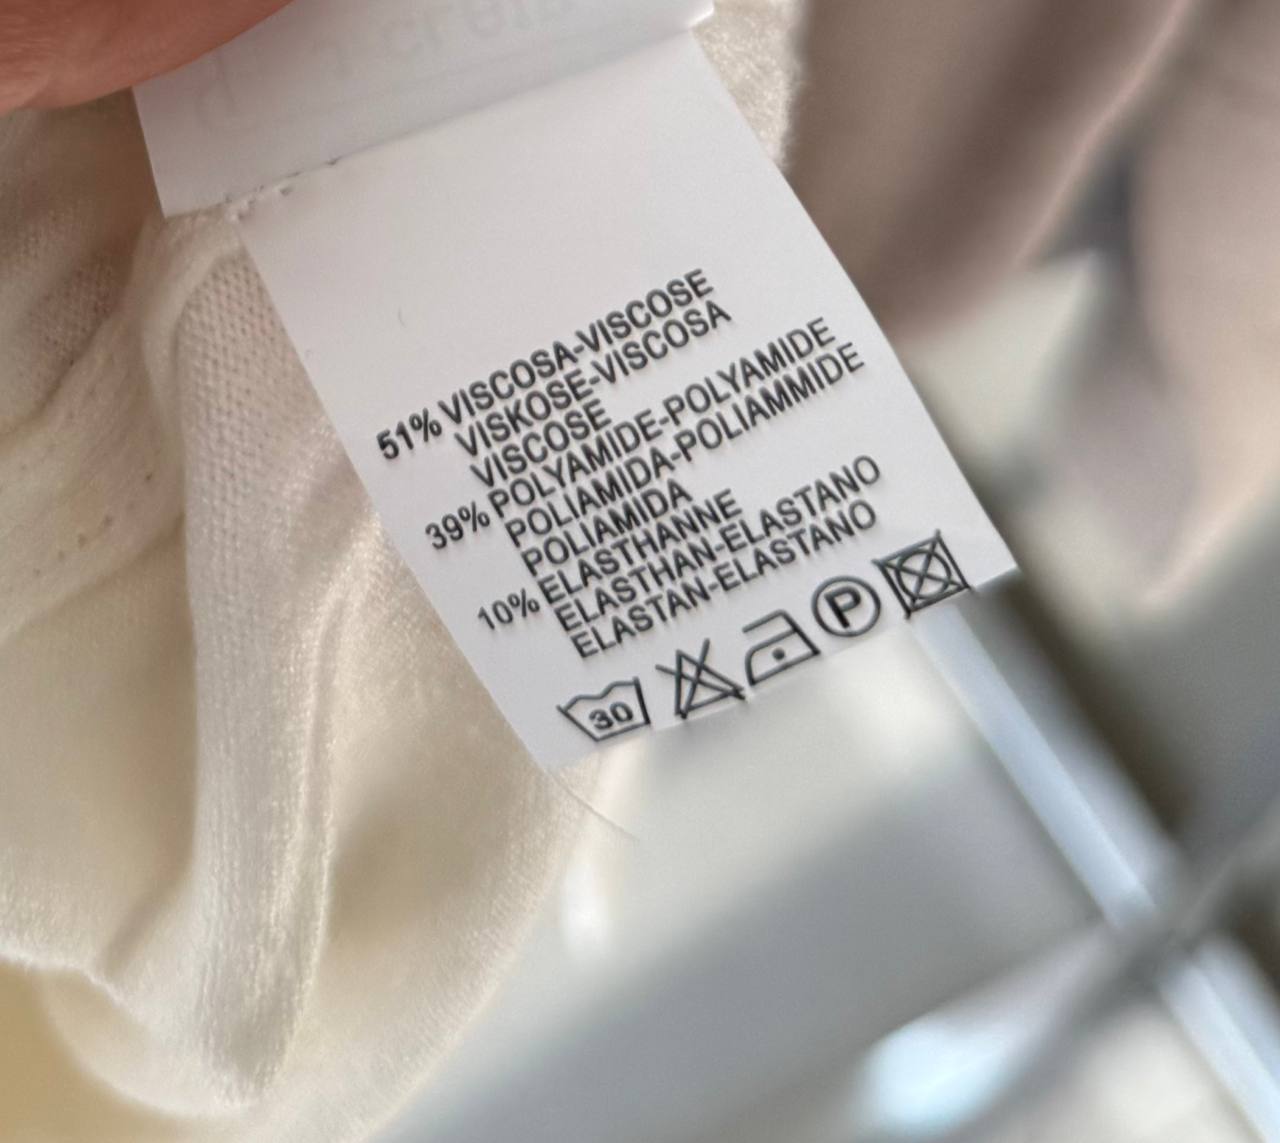 51% VISCOSA-VISCOSE
VISKOSE-VISCOSA
VISCOSE
39% POLYAMIDE-POLYAMIDE
POLIAMIDA-POLIAMMIDE
POLIAMIDA
10% ELASTHANNE
ELASTHAN-ELASTANO
ELASTAN-ELASTANO
30 P